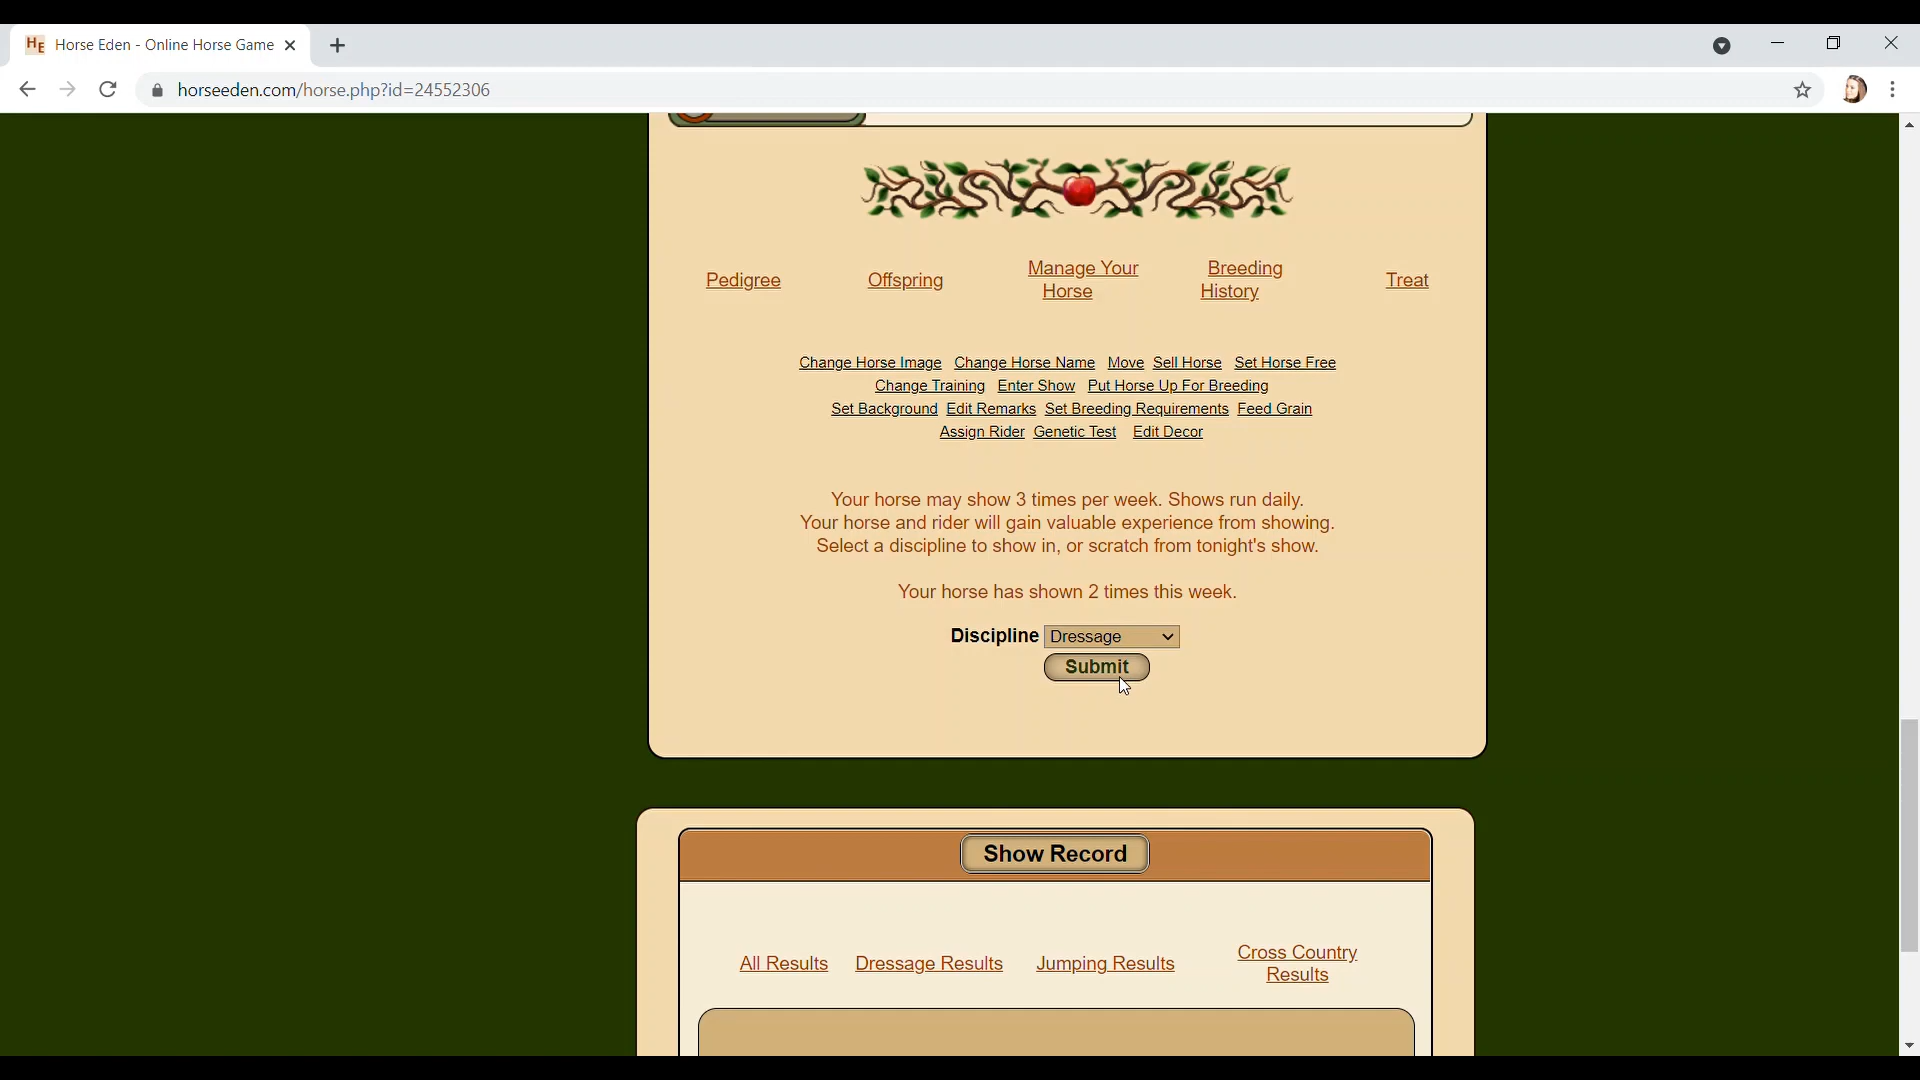 HE Horse Eden - Online Horse Game
horseeden.com/horse.php?id=24552306
Pedigree Offspring Manage Your Horse Breeding History Treat
Change Horse Image Change Horse Name Move Sell Horse Set Horse Free
Change Training Enter Show Put Horse Up For Breeding
Set Background Edit Remarks Set Breeding Requirements Feed Grain
Assign Rider Genetic Test Edit Decor
Your horse may show 3 times per week. Shows run daily.
Your horse and rider will gain valuable experience from showing.
Select a discipline to show in, or scratch from tonight's show.
Your horse has shown 2 times this week.
Discipline Dressage
Submit
Show Record
All Results Dressage Results Jumping Results Cross Country Results